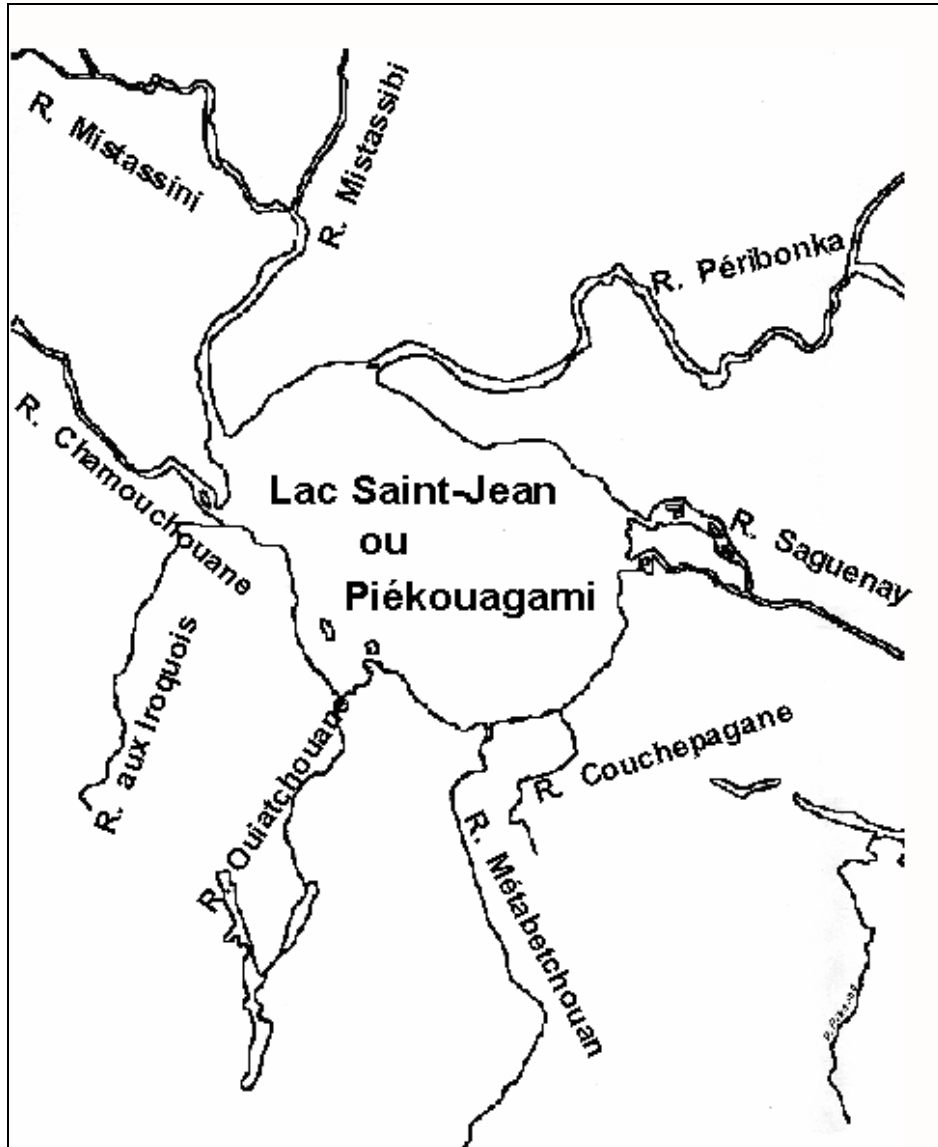 R. Mistassini
R. Mistassibi
R. Péribonka
R. Chamouchouane
Lac Saint-Jean
ou
Piékouagami
R. Saguenay
R. aux Iroquois
R. Ouiatchouane
R. Couchepagane
R. Métabetchouan